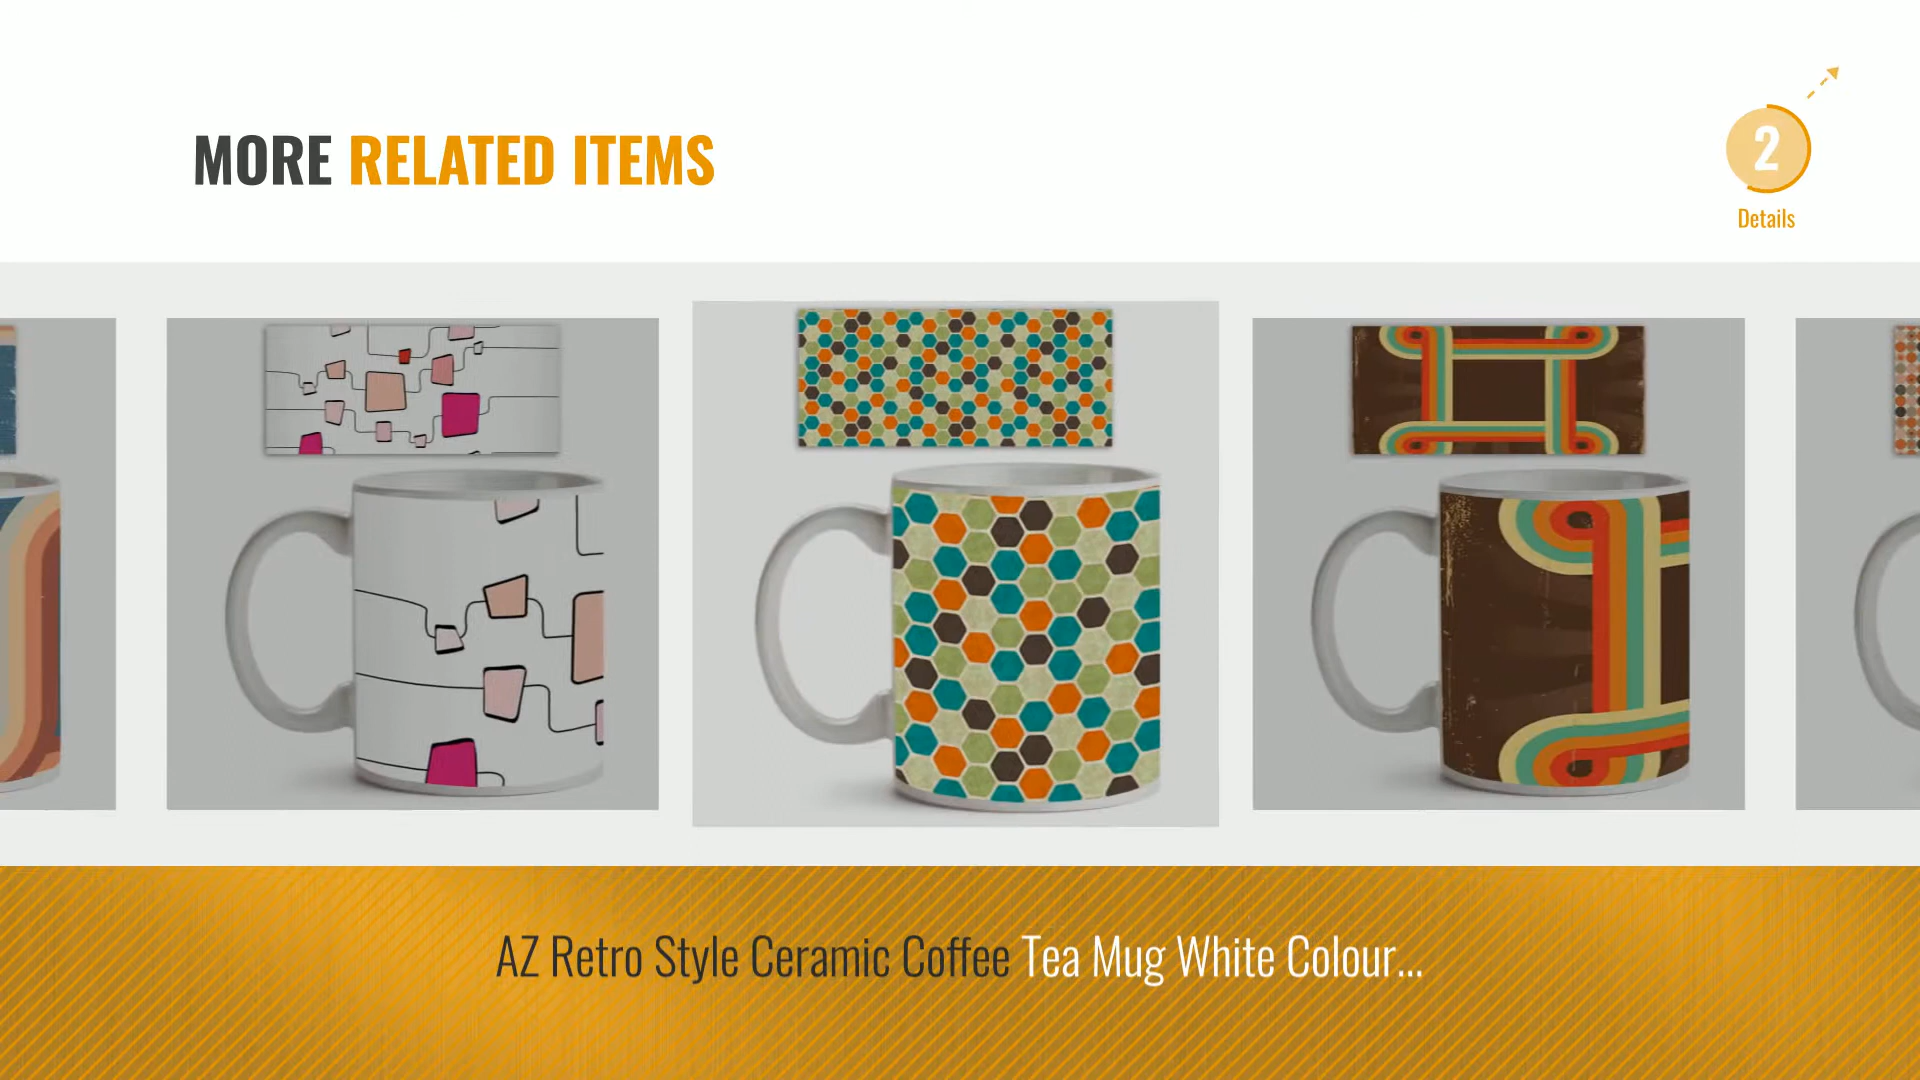 MORE RELATED ITEMS
2
Details
AZ Retro Style Ceramic Coffee Tea Mug White Colour...